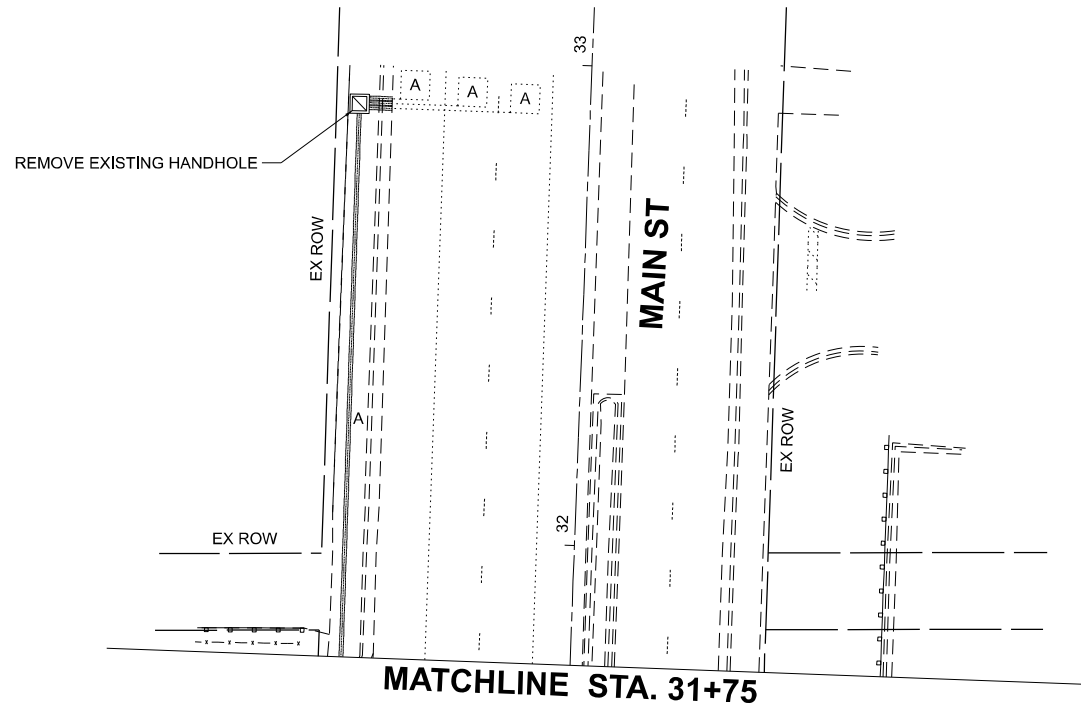 33
A
A
A
REMOVE EXISTING HANDHOLE
EX ROW
MAIN ST
A
EX ROW
32
EX ROW
x x x x x
MATCHLINE STA. 31+75